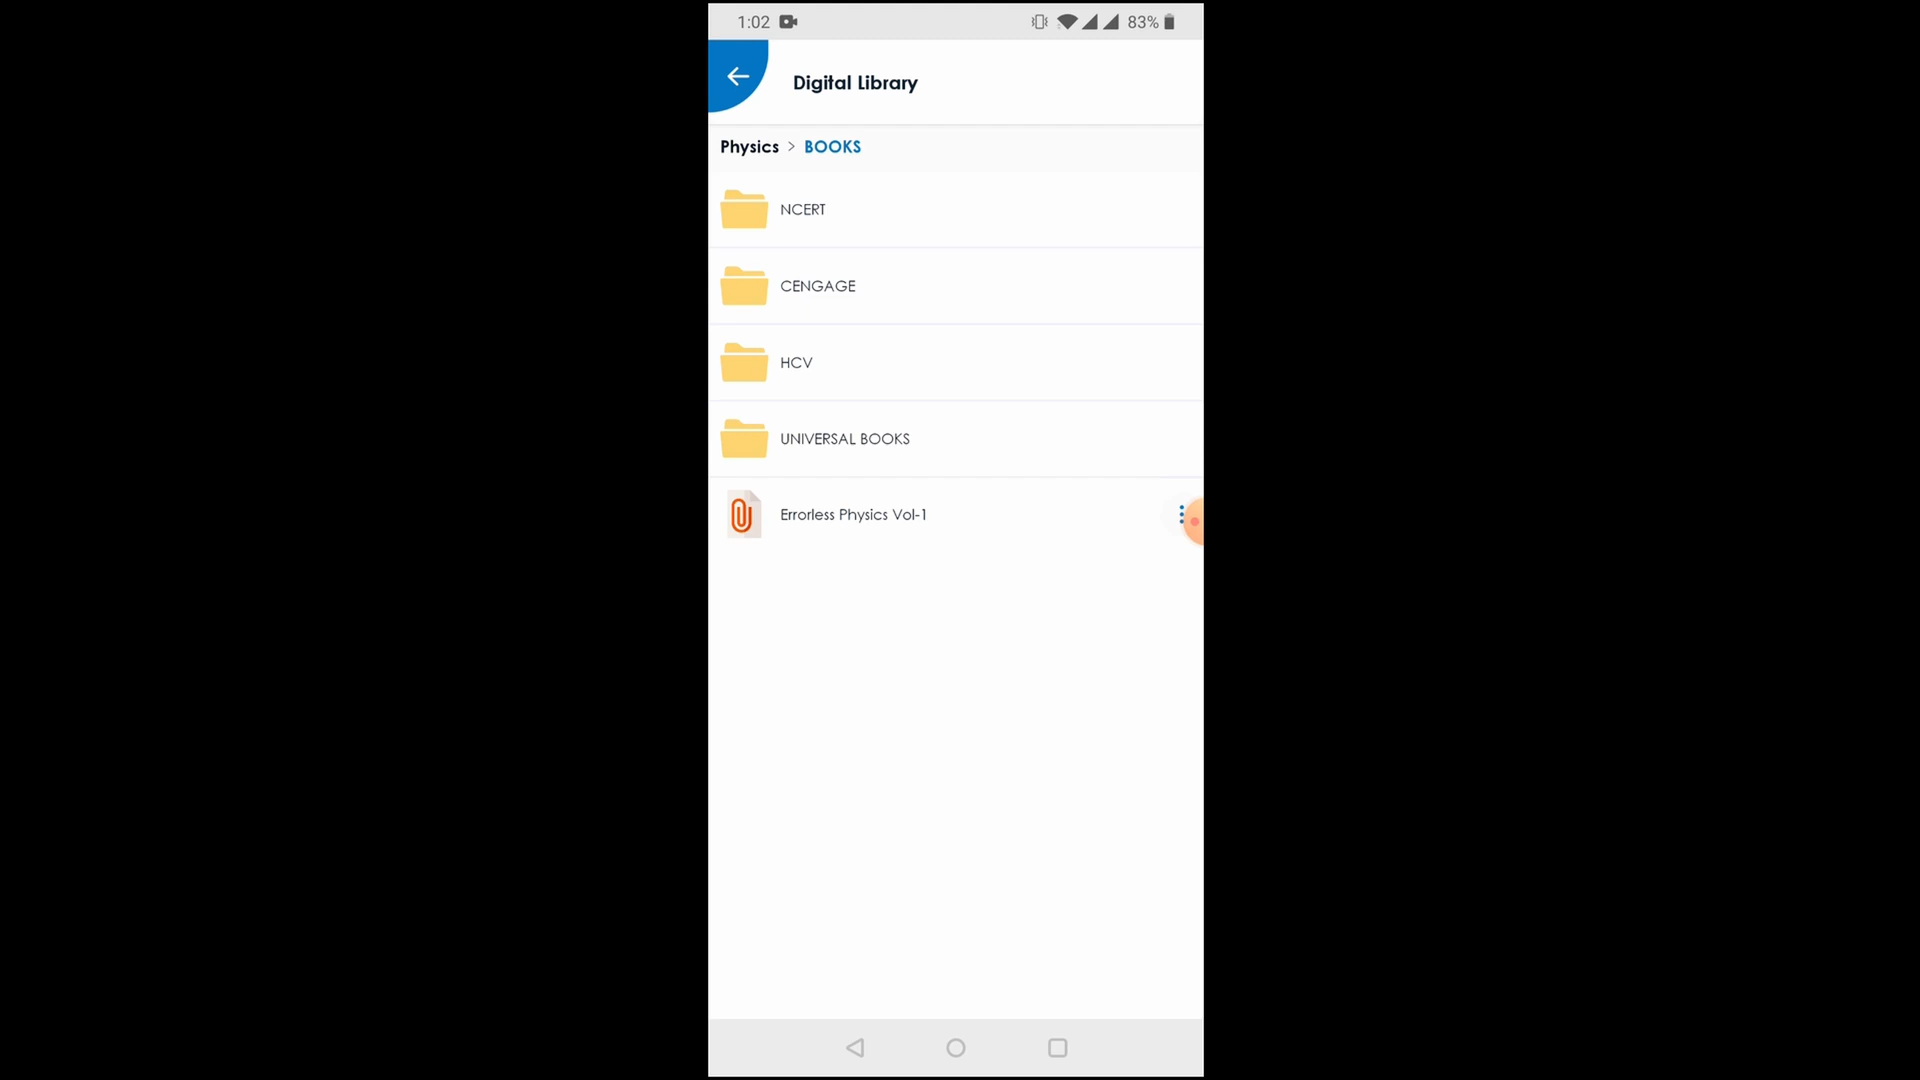 1:02 83%
Digital Library
Physics > BOOKS
NCERT
CENGAGE
HCV
UNIVERSAL BOOKS
Errorless Physics Vol-1